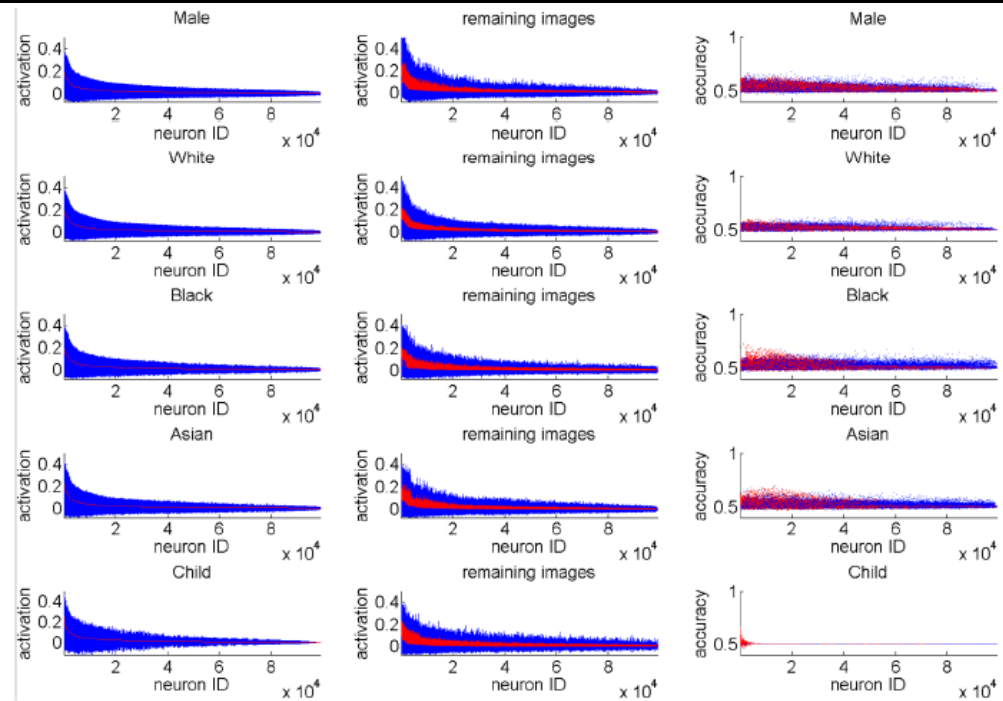 Male remaining images Male
activation 0.4 0.2 0 activation 0.4 0.2 0 accuracy 1 0.5
2 4 6 8 2 4 6 8 2 4 6 8
neuron ID x 10^4 neuron ID x 10^4 neuron ID x 10^4
White remaining images White
activation 0.4 0.2 0 activation 0.4 0.2 0 accuracy 1 0.5
2 4 6 8 2 4 6 8 2 4 6 8
neuron ID x 10^4 neuron ID x 10^4 neuron ID x 10^4
Black remaining images Black
activation 0.4 0.2 0 activation 0.4 0.2 0 accuracy 1 0.5
2 4 6 8 2 4 6 8 2 4 6 8
neuron ID x 10^4 neuron ID x 10^4 neuron ID x 10^4
Asian remaining images Asian
activation 0.4 0.2 0 activation 0.4 0.2 0 accuracy 1 0.5
2 4 6 8 2 4 6 8 2 4 6 8
neuron ID x 10^4 neuron ID x 10^4 neuron ID x 10^4
Child remaining images Child
activation 0.4 0.2 0 activation 0.4 0.2 0 accuracy 1 0.5
2 4 6 8 2 4 6 8 2 4 6 8
neuron ID x 10^4 neuron ID x 10^4 neuron ID x 10^4